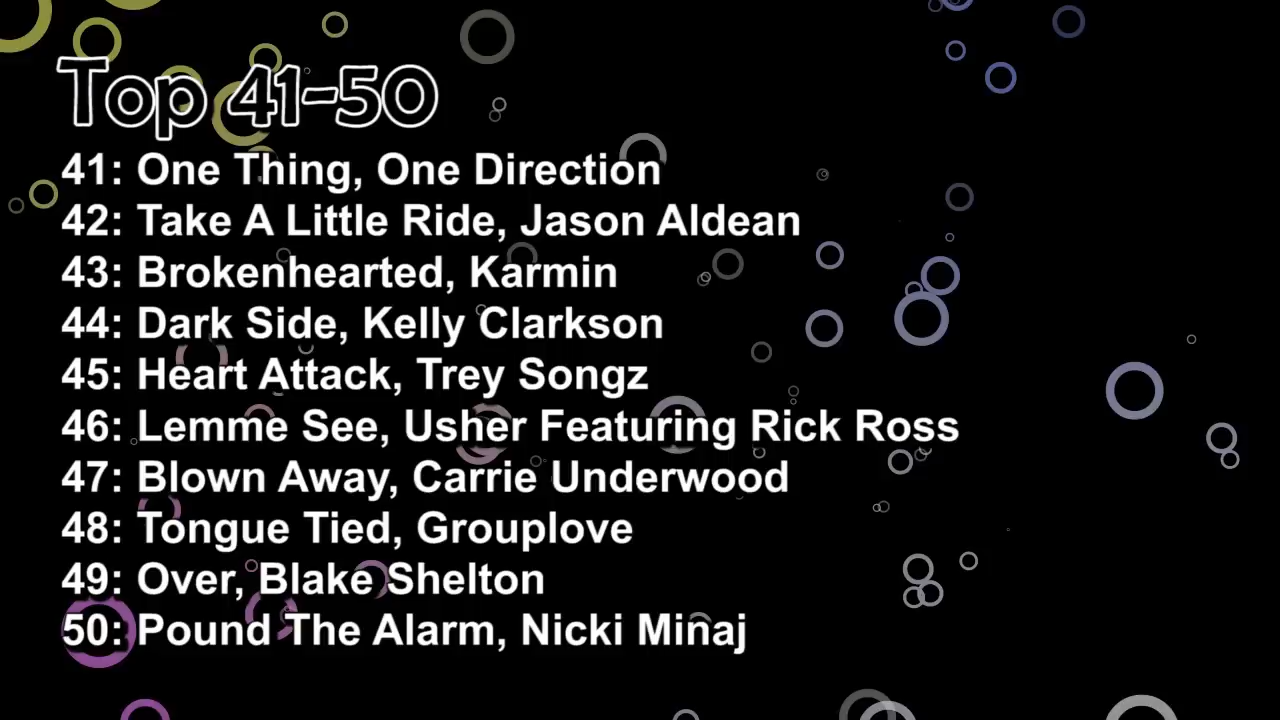 Top 41-50
41: One Thing, One Direction
42: Take A Little Ride, Jason Aldean
43: Brokenhearted, Karmin
44: Dark Side, Kelly Clarkson
45: Heart Attack, Trey Songz
46: Lemme See, Usher Featuring Rick Ross
47: Blown Away, Carrie Underwood
48: Tongue Tied, Grouplove
49: Over, Blake Shelton
50: Pound The Alarm, Nicki Minaj